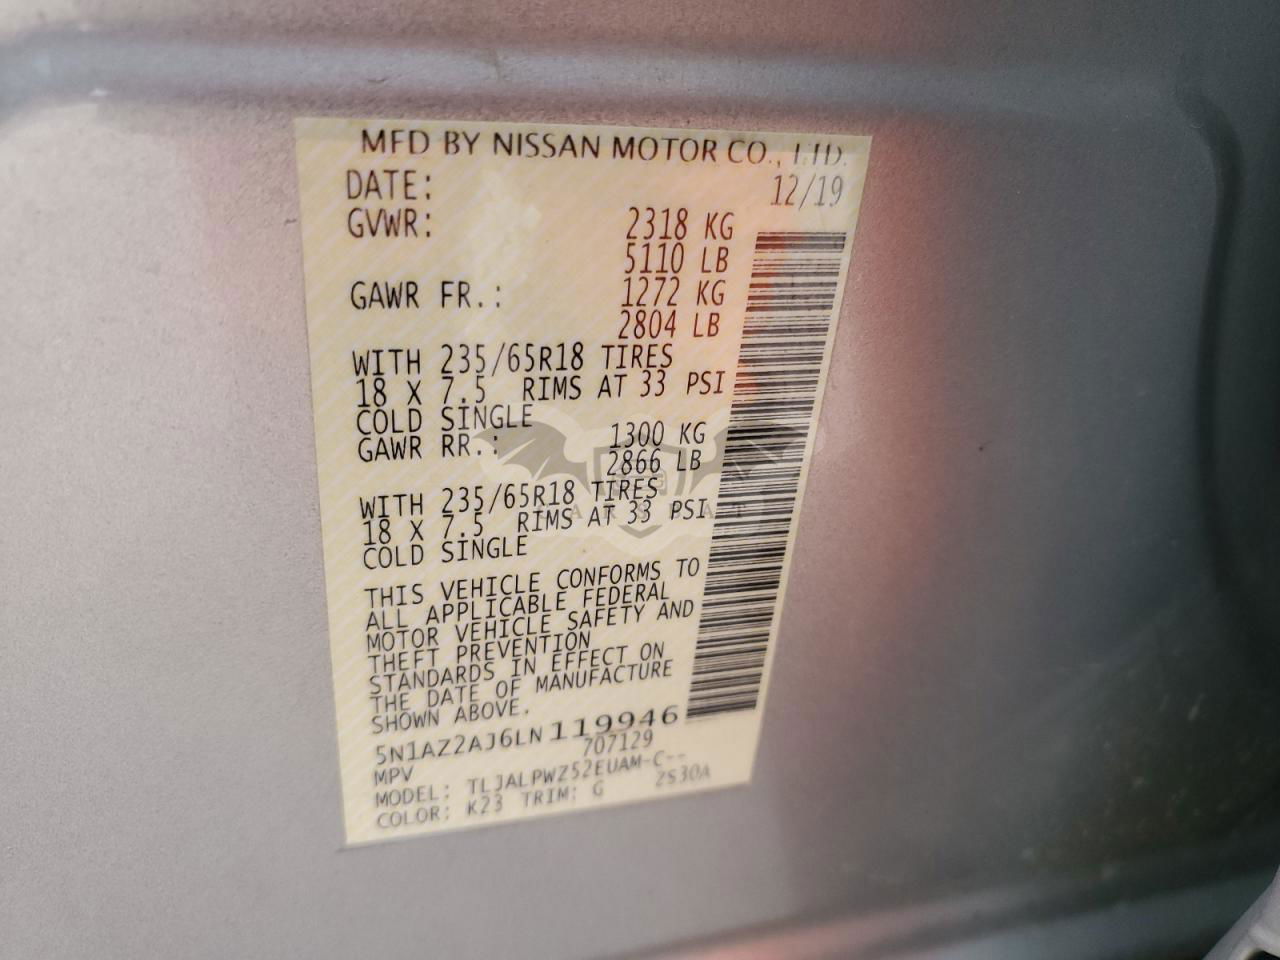 MFD BY NISSAN MOTOR CO., LTD.
DATE: 12/19
GVWR: 2318 KG
5110 LB
GAWR FR.: 1272 KG
2804 LB
WITH 235/65R18 TIRES
18 X 7.5 RIMS AT 33 PSI
COLD SINGLE
GAWR RR.: 1300 KG
2866 LB
WITH 235/65R18 TIRES
18 X 7.5 RIMS AT 33 PSI
COLD SINGLE
THIS VEHICLE CONFORMS TO
ALL APPLICABLE FEDERAL
MOTOR VEHICLE SAFETY AND
THEFT PREVENTION
STANDARDS IN EFFECT ON
THE DATE OF MANUFACTURE
SHOWN ABOVE.
5N1AZ2AJ6LN119946
MPV 707129
MODEL: TLJALPWZ52EUAM-C--
COLOR: K23 TRIM: G ZS30A